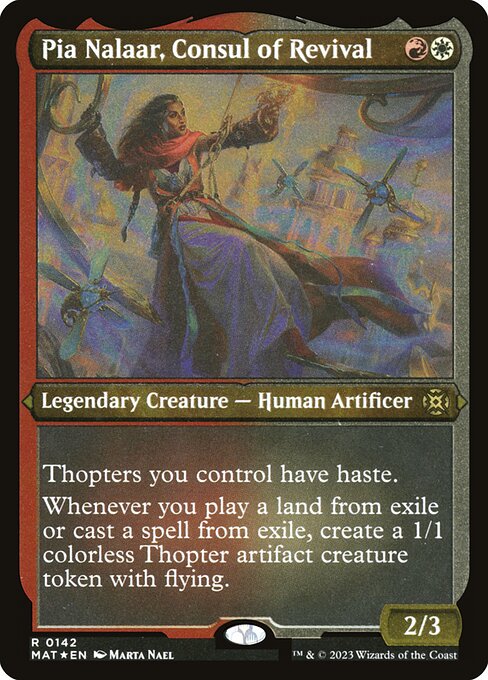 Pia Nalaar, Consul of Revival
Legendary Creature — Human Artificer
Thopters you control have haste.
Whenever you play a land from exile
or cast a spell from exile, create a 1/1
colorless Thopter artifact creature
token with flying.
2/3
R 0142
MAT★EN Marta Nael
™ & © 2023 Wizards of the Coast